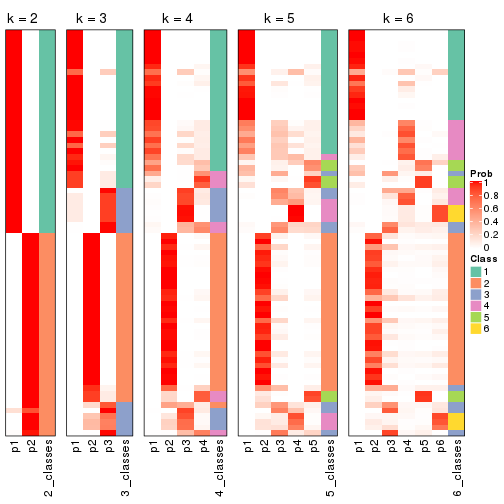 k = 2
k = 3
k = 4
k = 5
k = 6
p1
p2
2_classes
p1
p2
p3
3_classes
p1
p2
p3
p4
4_classes
p1
p2
p3
p4
p5
5_classes
p1
p2
p3
p4
p5
p6
6_classes
Prob
1
0.8
0.6
0.4
0.2
0
Class
1
2
3
4
5
6